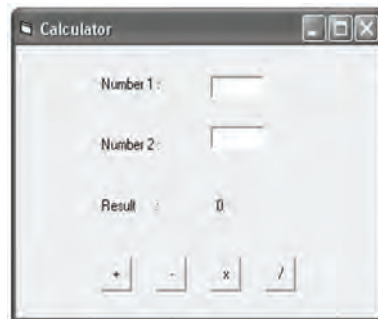 Calculator
Number 1 :
Number 2 :
Result : 0
+ - x /